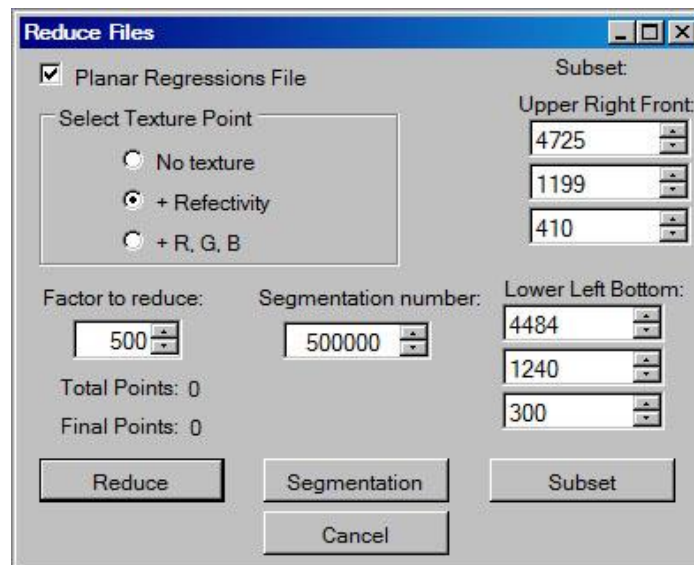 Reduce Files
Planar Regressions File
Select Texture Point
No texture
+ Refectivity
+ R, G, B
Subset:
Upper Right Front:
4725
1199
410
Factor to reduce:
500
Segmentation number:
500000
Lower Left Bottom:
4484
1240
300
Total Points: 0
Final Points: 0
Reduce
Segmentation
Subset
Cancel